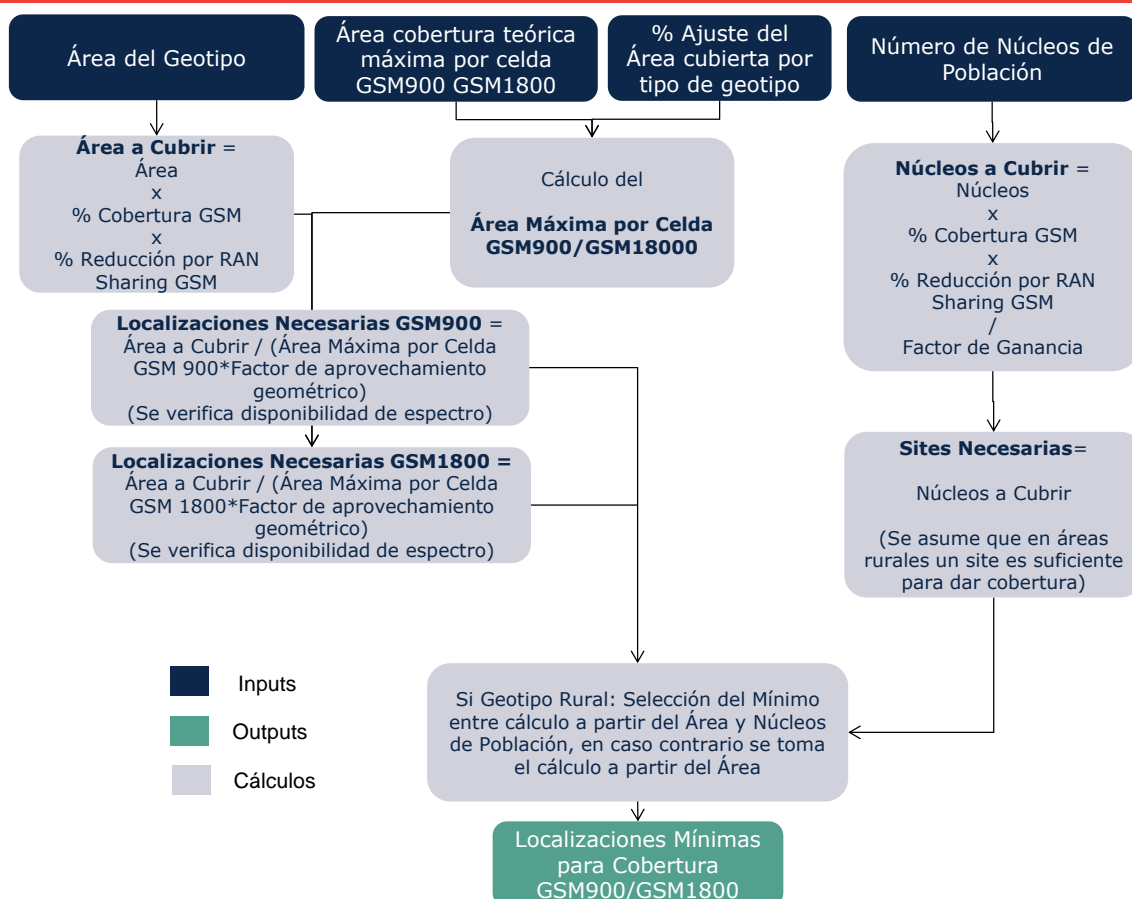 Área del Geotipo
Área cobertura teórica
máxima por celda
GSM900 GSM1800
% Ajuste del
Área cubierta por
tipo de geotipo
Número de Núcleos de
Población
Área a Cubrir =
Área
x
% Cobertura GSM
x
% Reducción por RAN
Sharing GSM
Cálculo del
Área Máxima por Celda
GSM900/GSM18000
Núcleos a Cubrir =
Núcleos
x
% Cobertura GSM
x
% Reducción por RAN
Sharing GSM
/
Factor de Ganancia
Localizaciones Necesarias GSM900 =
Área a Cubrir / (Área Máxima por Celda
GSM 900*Factor de aprovechamiento
geométrico)
(Se verifica disponibilidad de espectro)
Localizaciones Necesarias GSM1800 =
Área a Cubrir / (Área Máxima por Celda
GSM 1800*Factor de aprovechamiento
geométrico)
(Se verifica disponibilidad de espectro)
Sites Necesarias=
Núcleos a Cubrir
(Se asume que en áreas
rurales un site es suficiente
para dar cobertura)
Inputs
Outputs
Cálculos
Si Geotipo Rural: Selección del Mínimo
entre cálculo a partir del Área y Núcleos
de Población, en caso contrario se toma
el cálculo a partir del Área
Localizaciones Mínimas
para Cobertura
GSM900/GSM1800